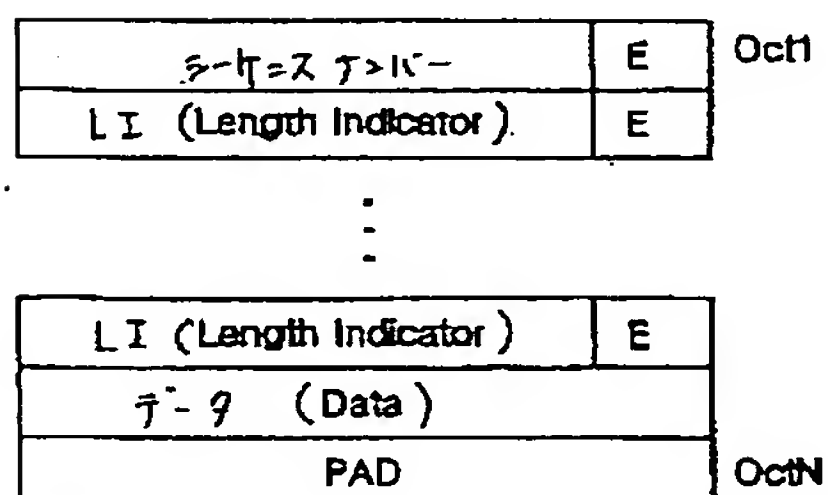 シーケンス ナンバー E Oct1
LI (Length Indicator). E
LI (Length Indicator) E
データ (Data)
PAD OctN